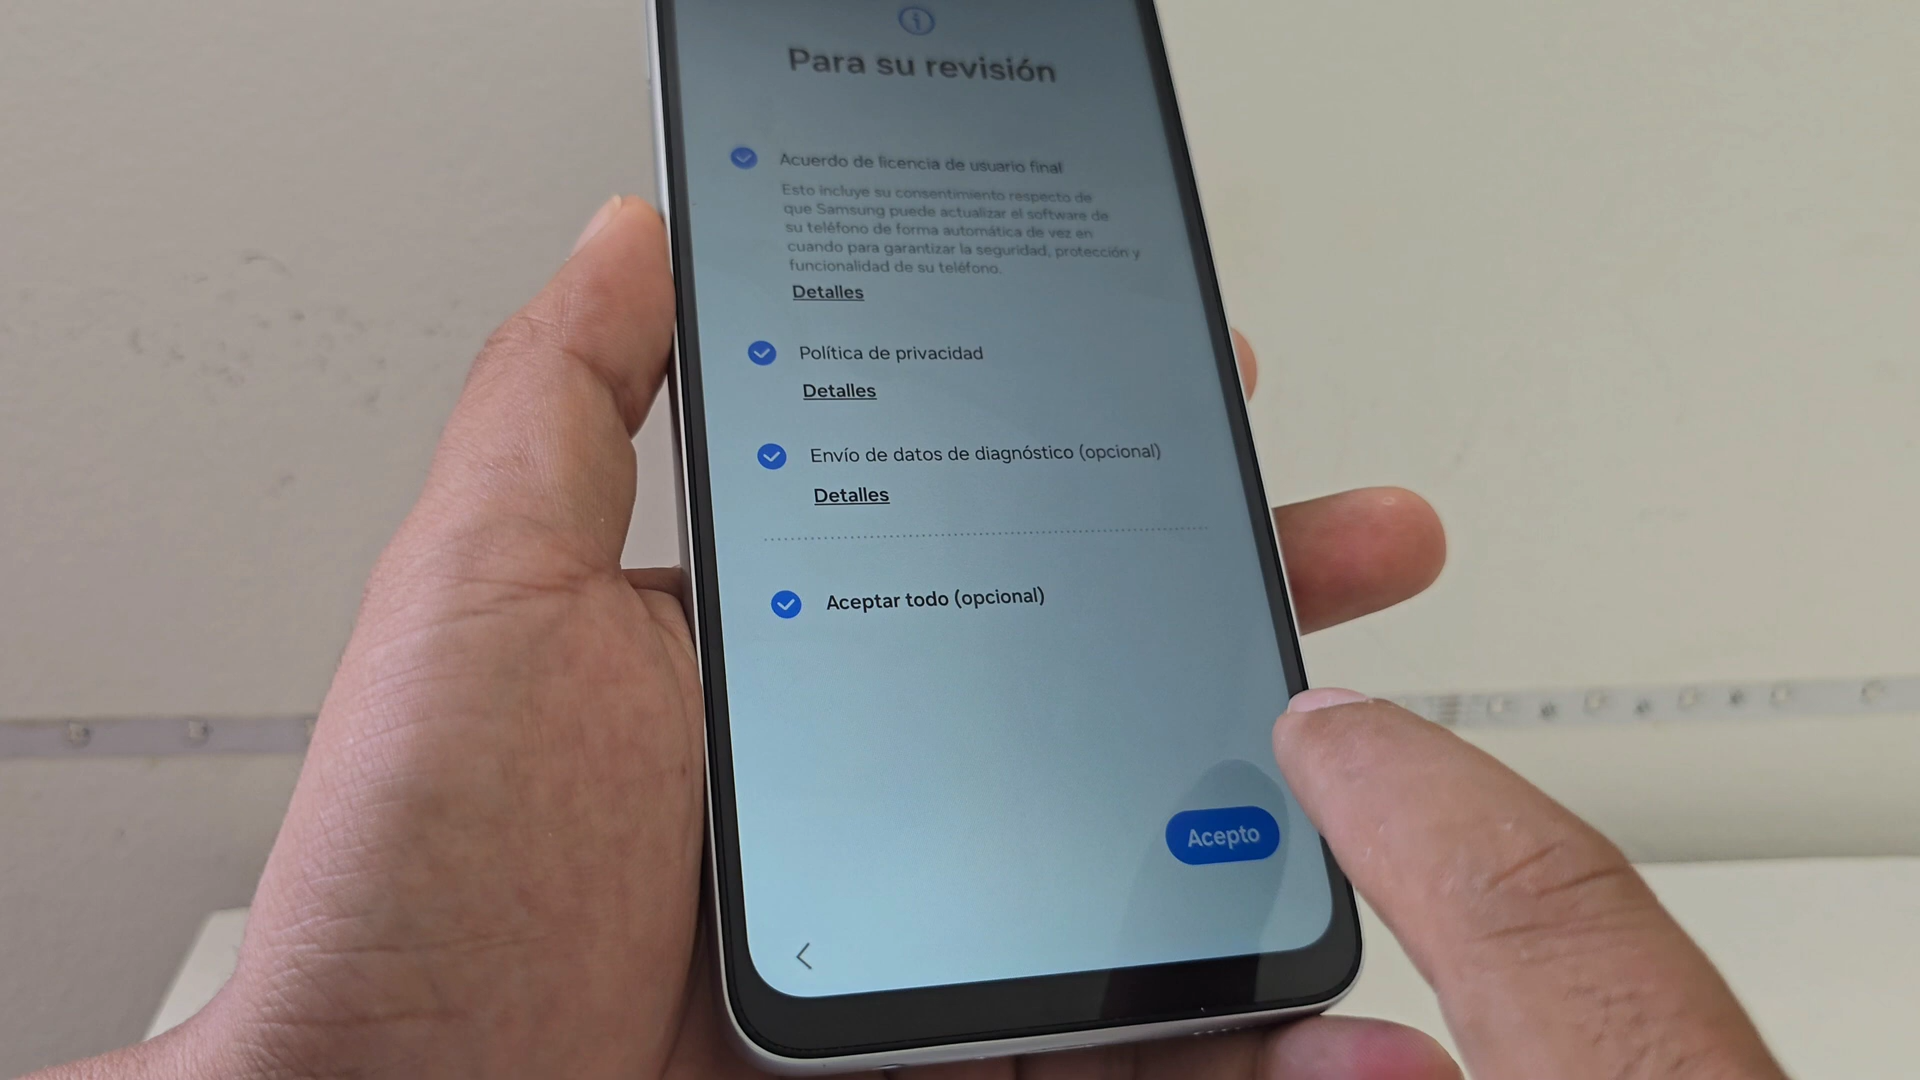 Para su revisión
Acuerdo de licencia de usuario final
Esto incluye su consentimiento respecto de
que Samsung puede actualizar el software de
su teléfono de forma automática de vez en
cuando para garantizar la seguridad, protección y
funcionalidad de su teléfono.
Detalles
Política de privacidad
Detalles
Envío de datos de diagnóstico (opcional)
Detalles
Aceptar todo (opcional)
Acepto